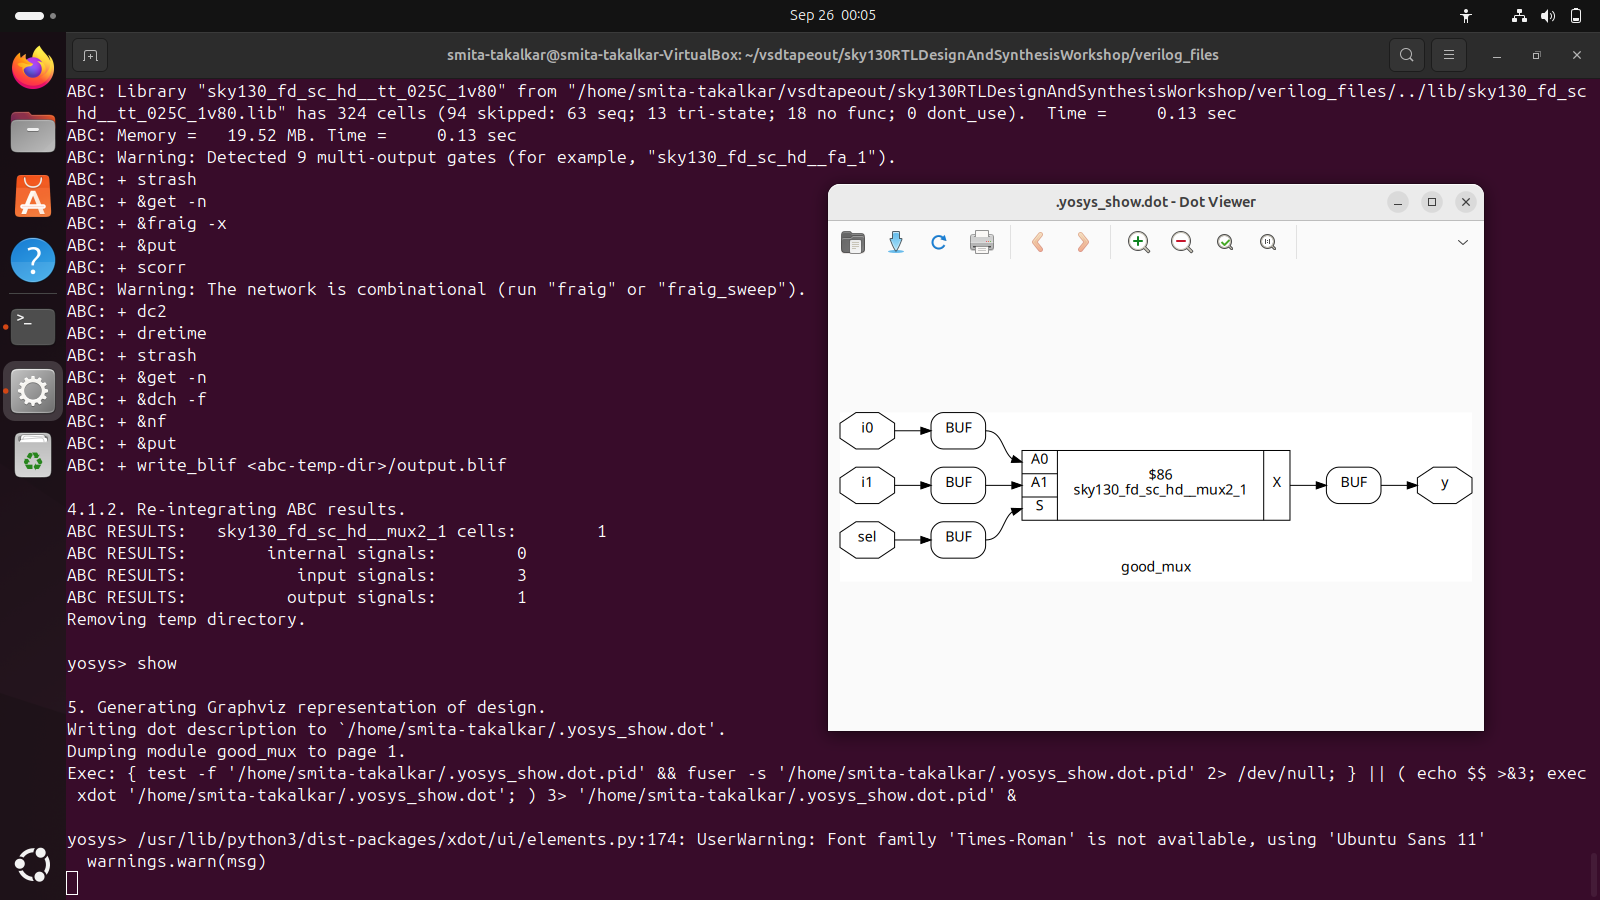 Sep 26 00:05
smita-takalkar@smita-takalkar-VirtualBox: ~/vsdtapeout/sky130RTLDesignAndSynthesisWorkshop/verilog_files
ABC: Library "sky130_fd_sc_hd__tt_025C_1v80" from "/home/smita-takalkar/vsdtapeout/sky130RTLDesignAndSynthesisWorkshop/verilog_files/../lib/sky130_fd_sc
_hd__tt_025C_1v80.lib" has 324 cells (94 skipped: 63 seq; 13 tri-state; 18 no func; 0 dont_use).  Time =     0.13 sec
ABC: Memory =   19.52 MB. Time =     0.13 sec
ABC: Warning: Detected 9 multi-output gates (for example, "sky130_fd_sc_hd__fa_1").
ABC: + strash
ABC: + &get -n
ABC: + &fraig -x
ABC: + &put
ABC: + scorr
ABC: Warning: The network is combinational (run "fraig" or "fraig_sweep").
ABC: + dc2
ABC: + dretime
ABC: + strash
ABC: + &get -n
ABC: + &dch -f
ABC: + &nf
ABC: + &put
ABC: + write_blif <abc-temp-dir>/output.blif
4.1.2. Re-integrating ABC results.
ABC RESULTS:   sky130_fd_sc_hd__mux2_1 cells:        1
ABC RESULTS:        internal signals:        0
ABC RESULTS:           input signals:        3
ABC RESULTS:          output signals:        1
Removing temp directory.
yosys> show
5. Generating Graphviz representation of design.
Writing dot description to `/home/smita-takalkar/.yosys_show.dot'.
Dumping module good_mux to page 1.
Exec: { test -f '/home/smita-takalkar/.yosys_show.dot.pid' && fuser -s '/home/smita-takalkar/.yosys_show.dot.pid' 2> /dev/null; } || ( echo $$ >&3; exec
xdot '/home/smita-takalkar/.yosys_show.dot'; ) 3> '/home/smita-takalkar/.yosys_show.dot.pid' &
yosys> /usr/lib/python3/dist-packages/xdot/ui/elements.py:174: UserWarning: Font family 'Times-Roman' is not available, using 'Ubuntu Sans 11'
warnings.warn(msg)
.yosys_show.dot - Dot Viewer
i0
BUF
i1
BUF
sel
BUF
A0
A1
S
$86
sky130_fd_sc_hd__mux2_1
X
BUF
y
good_mux